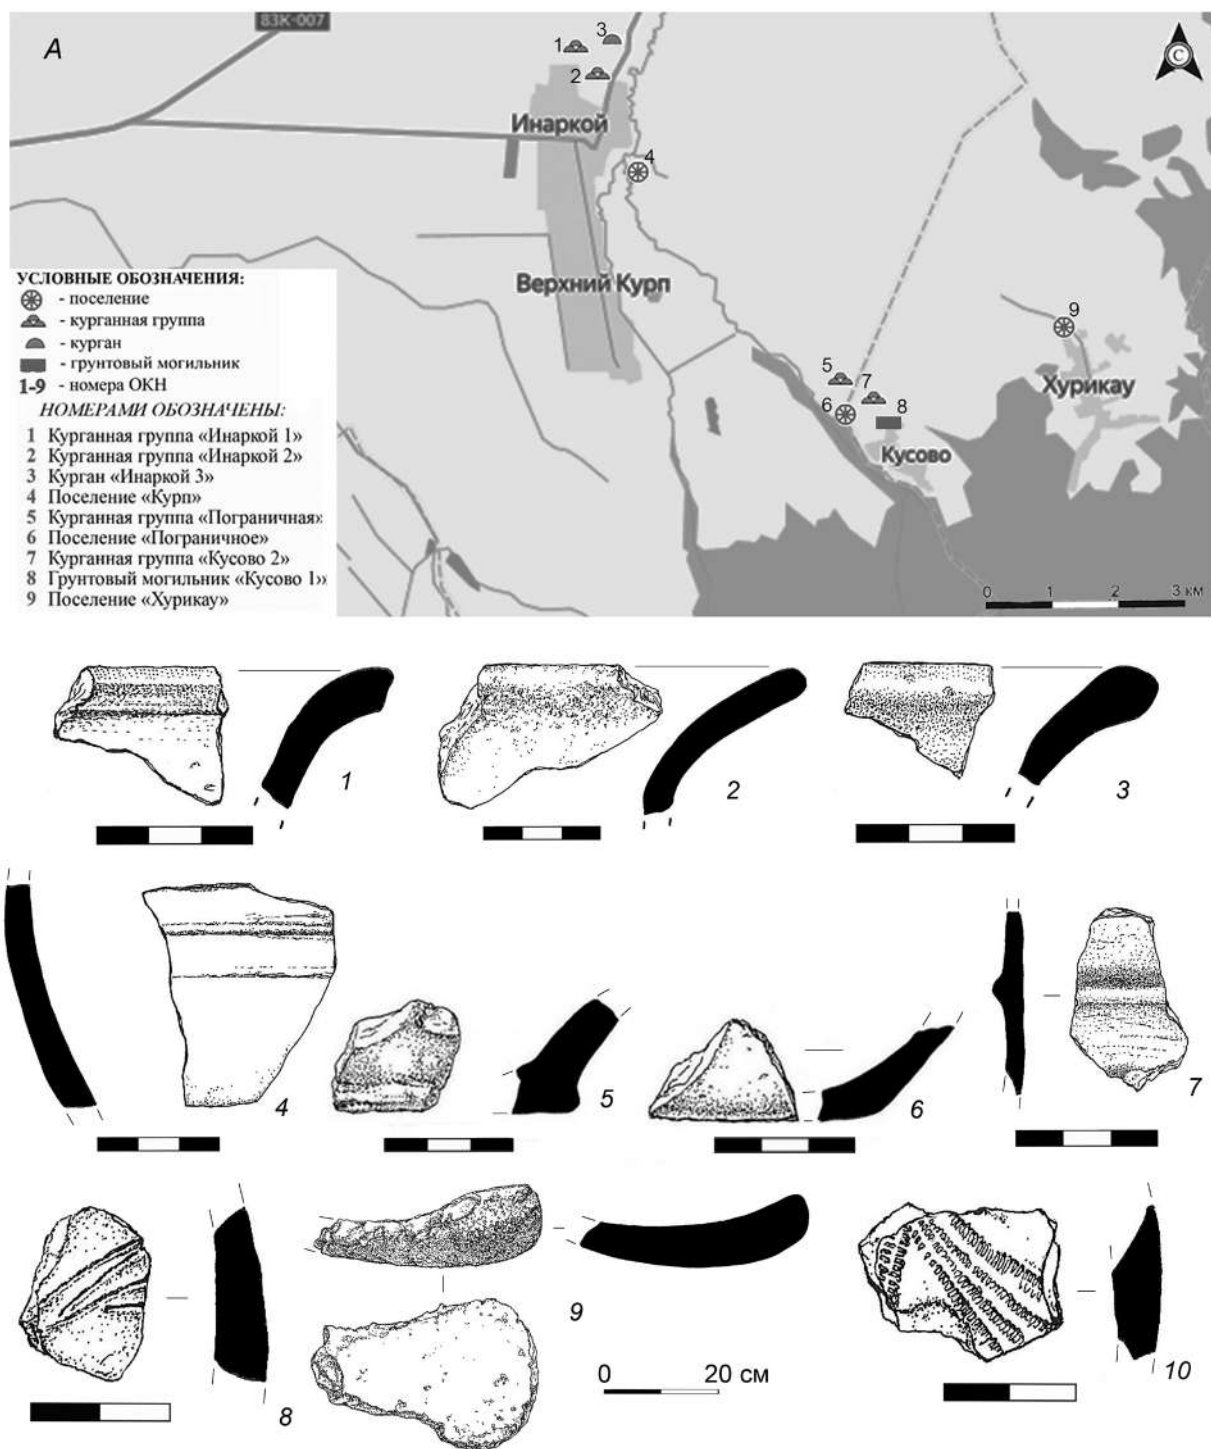 83К-007
А
1
3
2
С
Инаркой
4
УСЛОВНЫЕ ОБОЗНАЧЕНИЯ:
- поселение
- курганная группа
- курган
- грунтовый могильник
1-9 - номера ОКН
НОМЕРАМИ ОБОЗНАЧЕНЫ:
1 Курганная группа «Инаркой 1»
2 Курганная группа «Инаркой 2»
3 Курган «Инаркой 3»
4 Поселение «Курп»
5 Курганная группа «Пограничная»
6 Поселение «Пограничное»
7 Курганная группа «Кусово 2»
8 Грунтовый могильник «Кусово 1»
9 Поселение «Хурикау»
Верхний Курп
9
5
7
Хурикау
6
8
Кусово
0 1 2 3 км
1
2
3
4
5
6
7
8
9
0 20 см
10